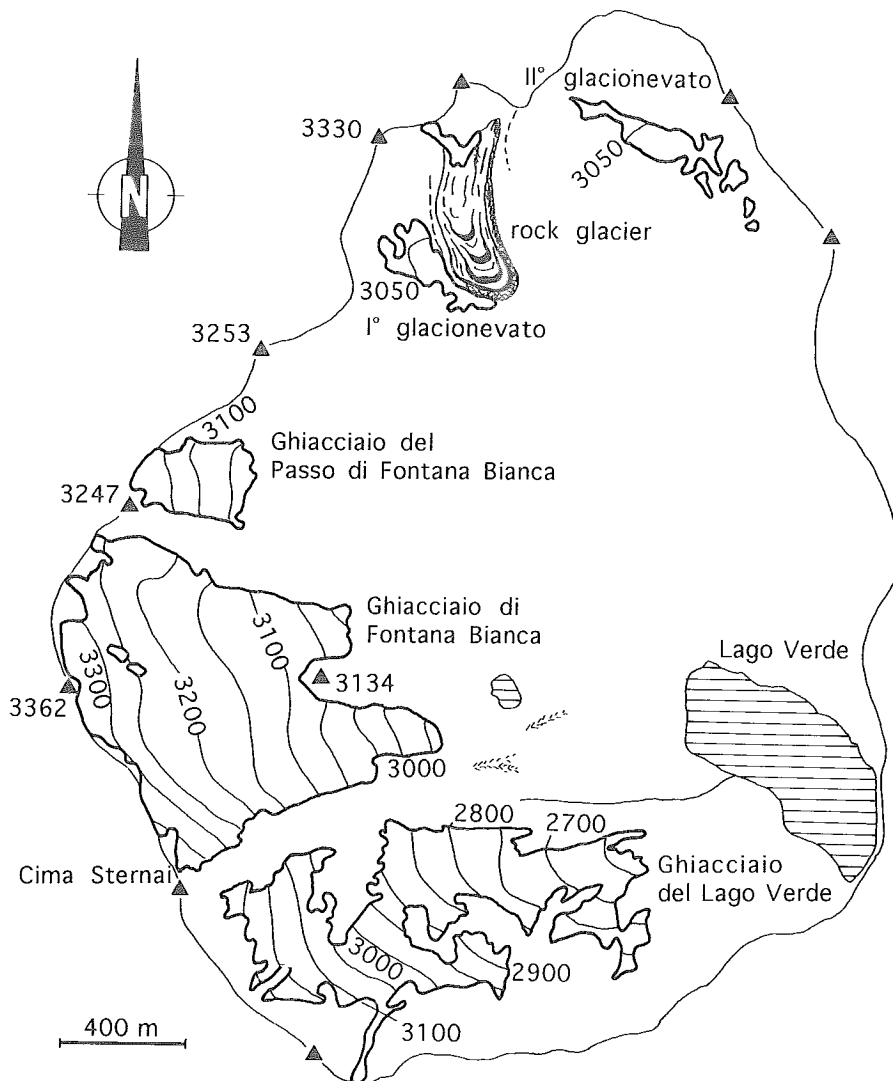 II° glacionevato
3330
3050
N
rock glacier
3050
I° glacionevato
3253
3100
Ghiacciaio del
Passo di Fontana Bianca
3247
Ghiacciaio di
Fontana Bianca
3100
Lago Verde
3300
3134
3362
3200
3000
2800
2700
Cima Sternai
Ghiacciaio
del Lago Verde
3000
2900
400 m
3100